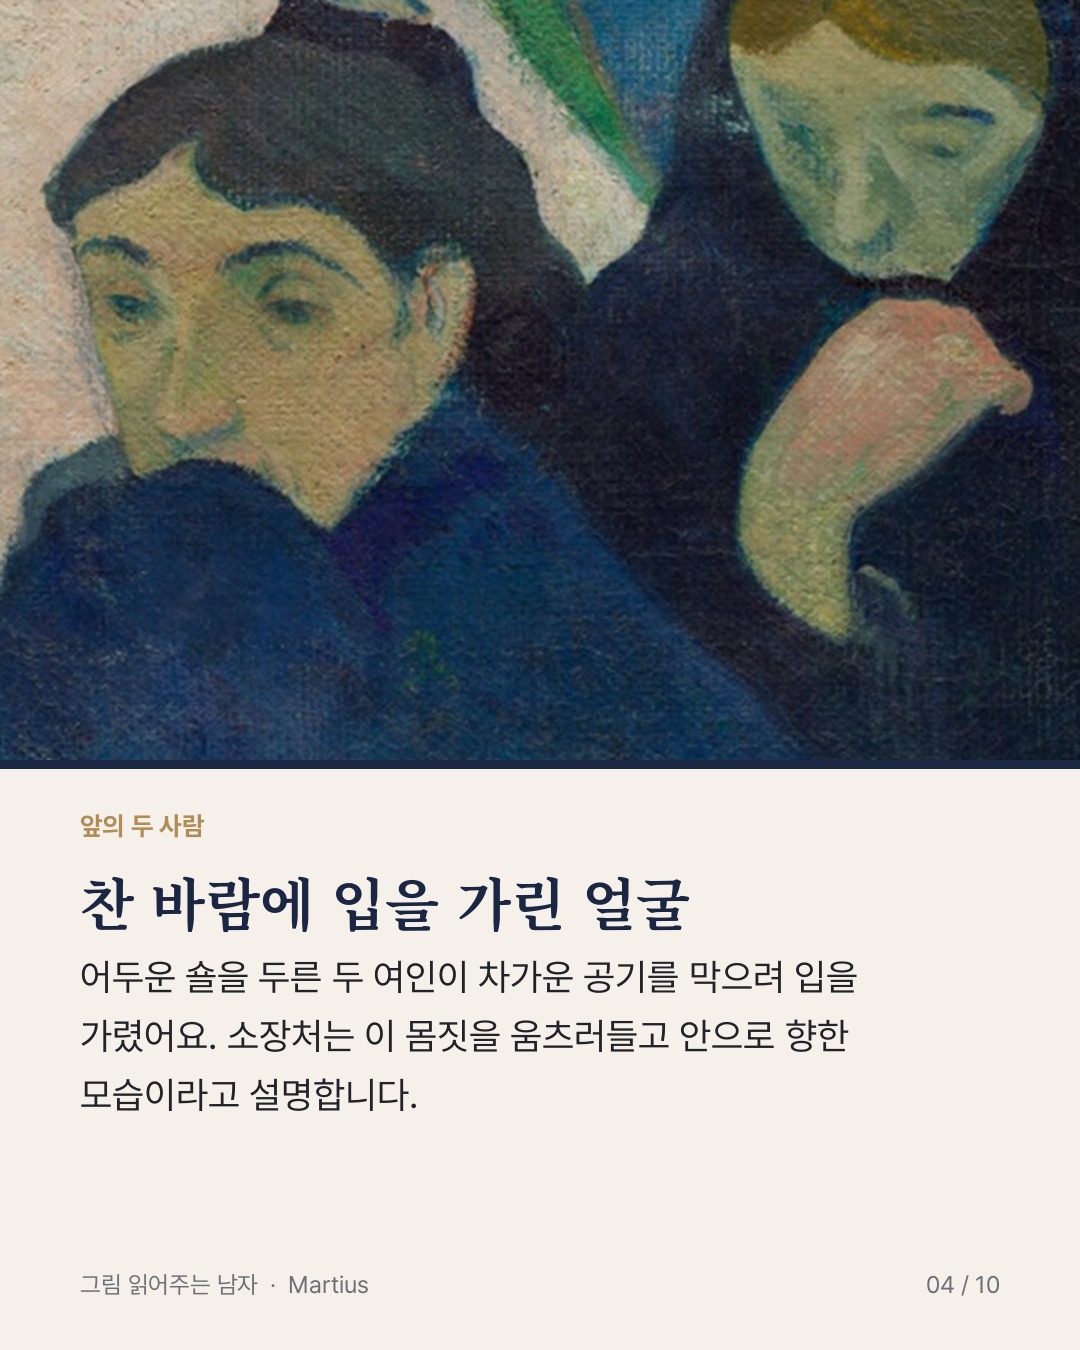 앞의 두 사람
찬 바람에 입을 가린 얼굴
어두운 숄을 두른 두 여인이 차가운 공기를 막으려 입을
가렸어요. 소장처는 이 몸짓을 움츠러들고 안으로 향한
모습이라고 설명합니다.
그림 읽어주는 남자 · Martius
04 / 10